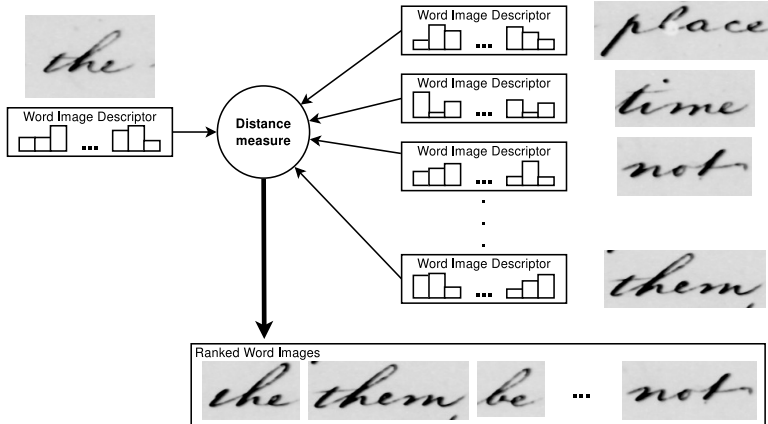 the
Word Image Descriptor
...
Distance
measure
Word Image Descriptor
...
place
Word Image Descriptor
...
time
Word Image Descriptor
...
not
Word Image Descriptor
...
them,
Ranked Word Images
the them, be ... not